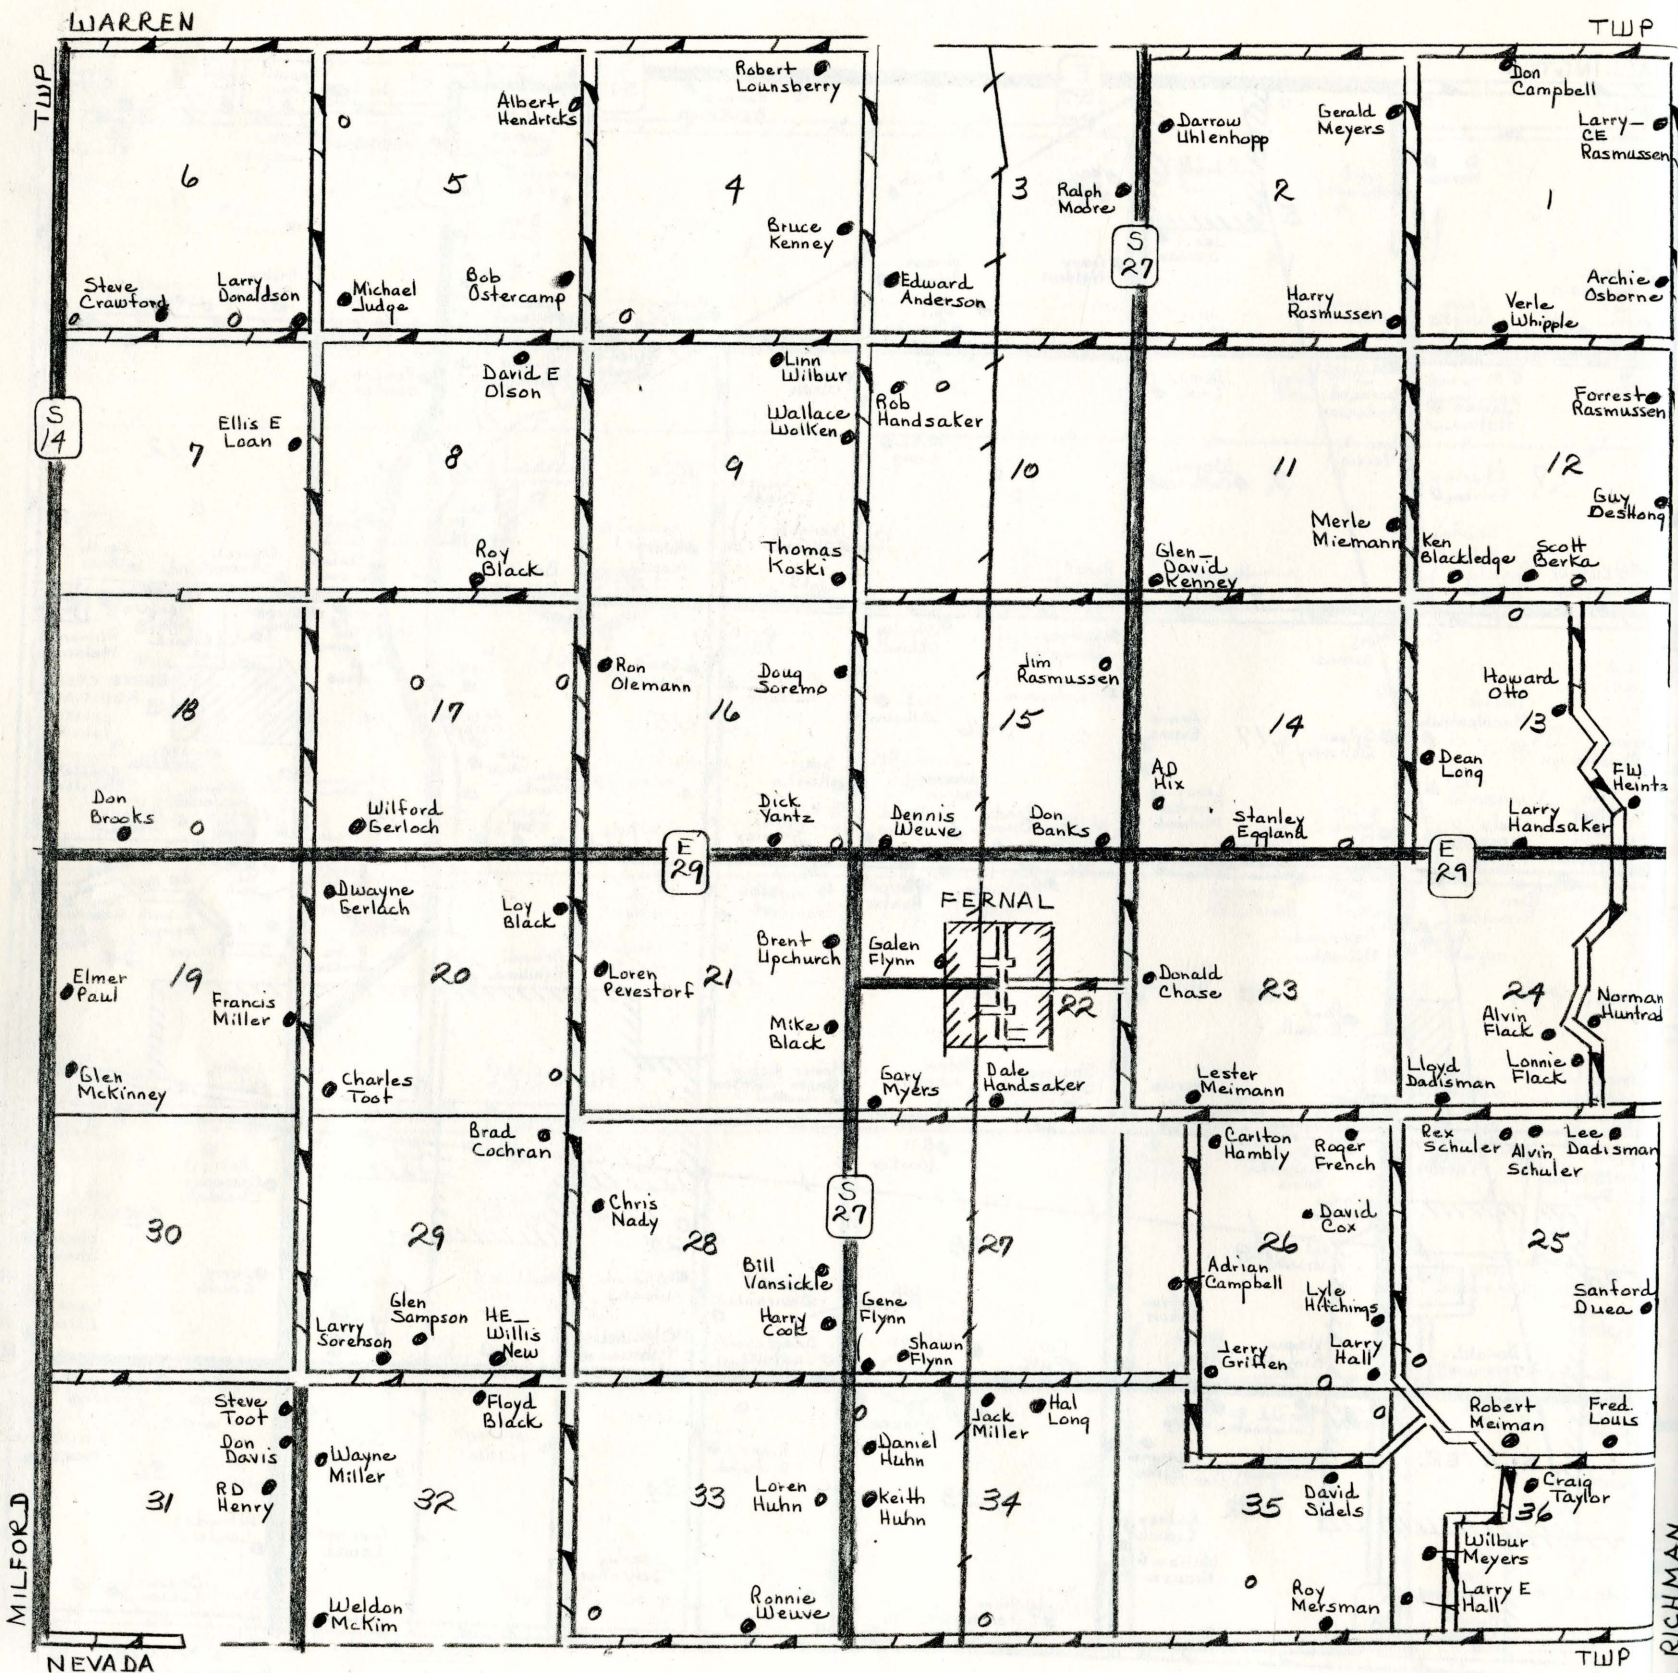 WARREN
TWP
TWP
Robert
Lounsberry
Albert
Hendricks
Don
Campbell
Darrow
Uhlenhopp
Gerald
Meyers
Larry-
CE
Rasmussen
6
5
4
3
Ralph
Moore
2
1
Bruce
Kenney
S
27
Steve
Crawford
Larry
Donaldson
Michael
Judge
Bob
Ostercamp
Edward
Anderson
Harry
Rasmussen
Verle
Whipple
Archie
Osborne
David E
Olson
Linn
Wilbur
Rob
Handsaker
Forrest
Rasmussen
S
14
Ellis E
Loan
7
8
Wallace
Wolken
9
10
11
12
Guy
DesHong
Merle
Miemann
Roy
Black
Thomas
Koski
Glen-
David
Kenney
Ken
Blackledge
Scott
Berka
Ron
Olemann
Doug
Soremo
Jim
Rasmussen
Howard
Otto
18
17
16
15
14
13
Dean
Long
AD
Hix
FW
Heintz
Don
Brooks
Wilford
Gerloch
Dick
Yantz
Dennis
Weuve
Don
Banks
Stanley
Eggland
Larry
Handsaker
E
29
E
29
Dwayne
Gerlach
Loy
Black
FERNAL
Brent
Upchurch
Galen
Flynn
Elmer
Paul
19
Francis
Miller
20
Loren
Pevestorf
21
22
Donald
Chase
23
24
Alvin
Flack
Norman
Huntrod
Mike
Black
Glen
McKinney
Charles
Toot
Gary
Myers
Dale
Handsaker
Lester
Meimann
Lloyd
Dadisman
Lonnie
Flack
Brad
Cochran
Carlton
Hambly
Roger
French
Rex
Schuler
Alvin
Schuler
Lee
Dadisman
Chris
Nady
S
27
David
Cox
30
29
28
27
26
25
Bill
Vansickle
Adrian
Campbell
Lyle
Hitchings
Sanford
Duea
Larry
Sorenson
Glen
Sampson
HE-
Willis
New
Harry
Cook
Gene
Flynn
Shawn
Flynn
Jerry
Griffen
Larry
Hall
Steve
Toot
Floyd
Black
Jack
Miller
Hal
Long
Robert
Meiman
Fred.
Louis
Don
Davis
Wayne
Miller
Daniel
Huhn
RD
Henry
31
32
33
Loren
Huhn
Keith
Huhn
34
35
David
Sidels
Craig
Taylor
36
Wilbur
Meyers
Weldon
McKim
Ronnie
Weuve
Roy
Mersman
Larry E
Hall
MILFORD
RICHMAN
NEVADA
TWP